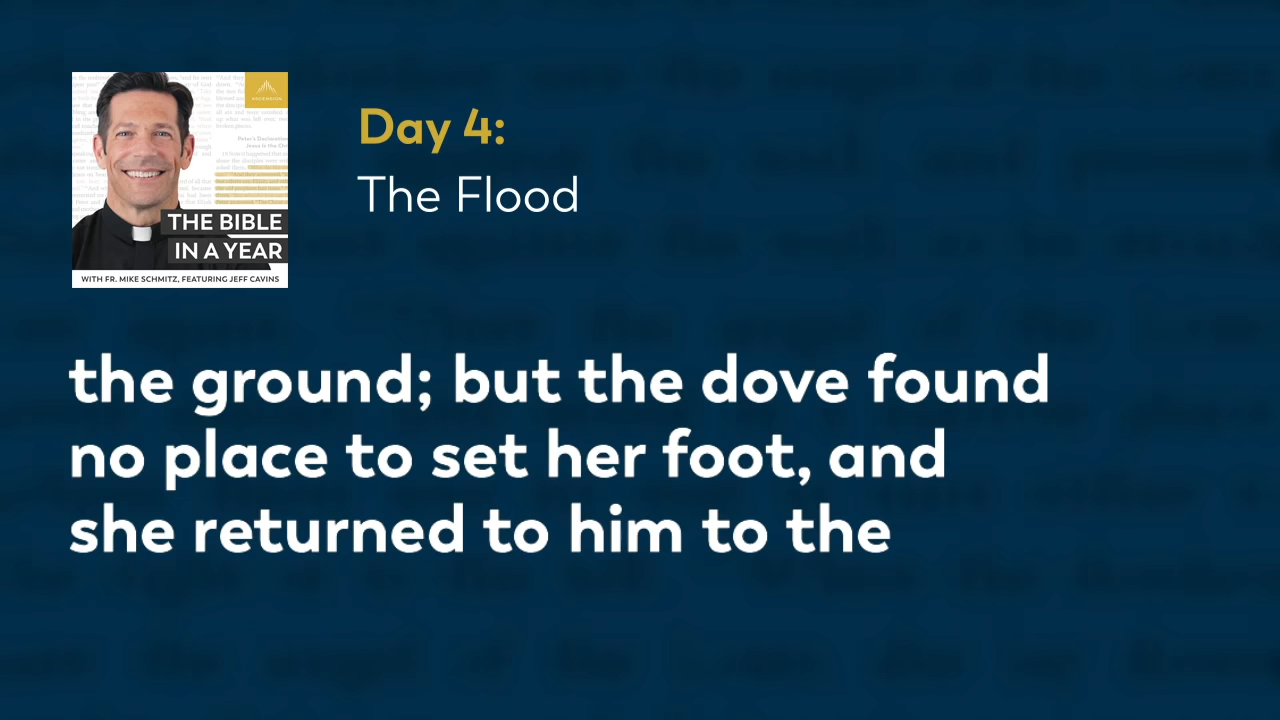 ASCENSION
Day 4:
The Flood
THE BIBLE
IN A YEAR
WITH FR. MIKE SCHMITZ, FEATURING JEFF CAVINS
the ground; but the dove found
no place to set her foot, and
she returned to him to the